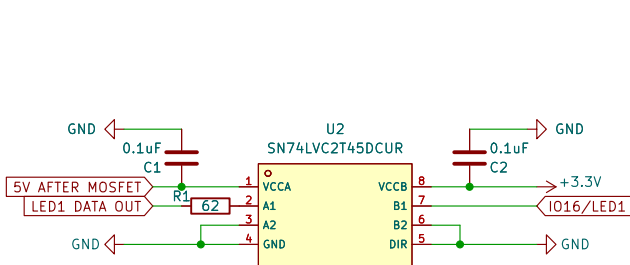 U2
SN74LVC2T45DCUR
GND
0.1uF
C1
GND
0.1uF
C2
5V AFTER MOSFET
1
VCCA
VCCB
8
+3.3V
LED1 DATA OUT
R1
62
2
A1
B1
7
IO16/LED1
3
A2
B2
6
GND
4
GND
DIR
5
GND